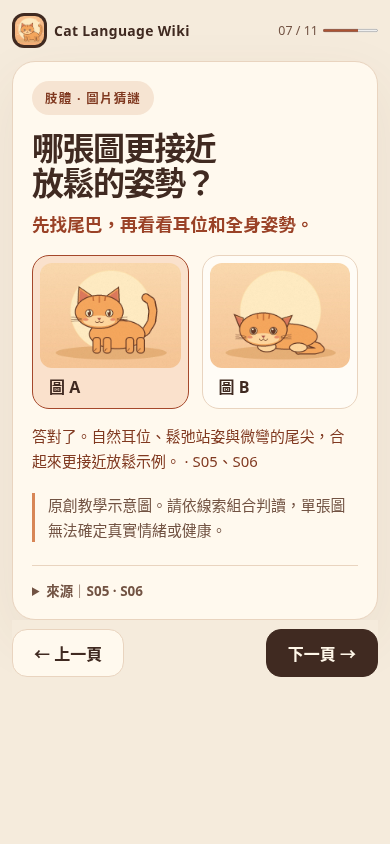 Cat Language Wiki
07 / 11
肢體 · 圖片猜謎
哪張圖更接近
放鬆的姿勢？
先找尾巴，再看看耳位和全身姿勢。
圖 A
圖 B
答對了。自然耳位、鬆弛站姿與微彎的尾尖，合
起來更接近放鬆示例。 · S05、S06
原創教學示意圖。請依線索組合判讀，單張圖
無法確定真實情緒或健康。
▶ 來源｜S05 · S06
← 上一頁
下一頁 →